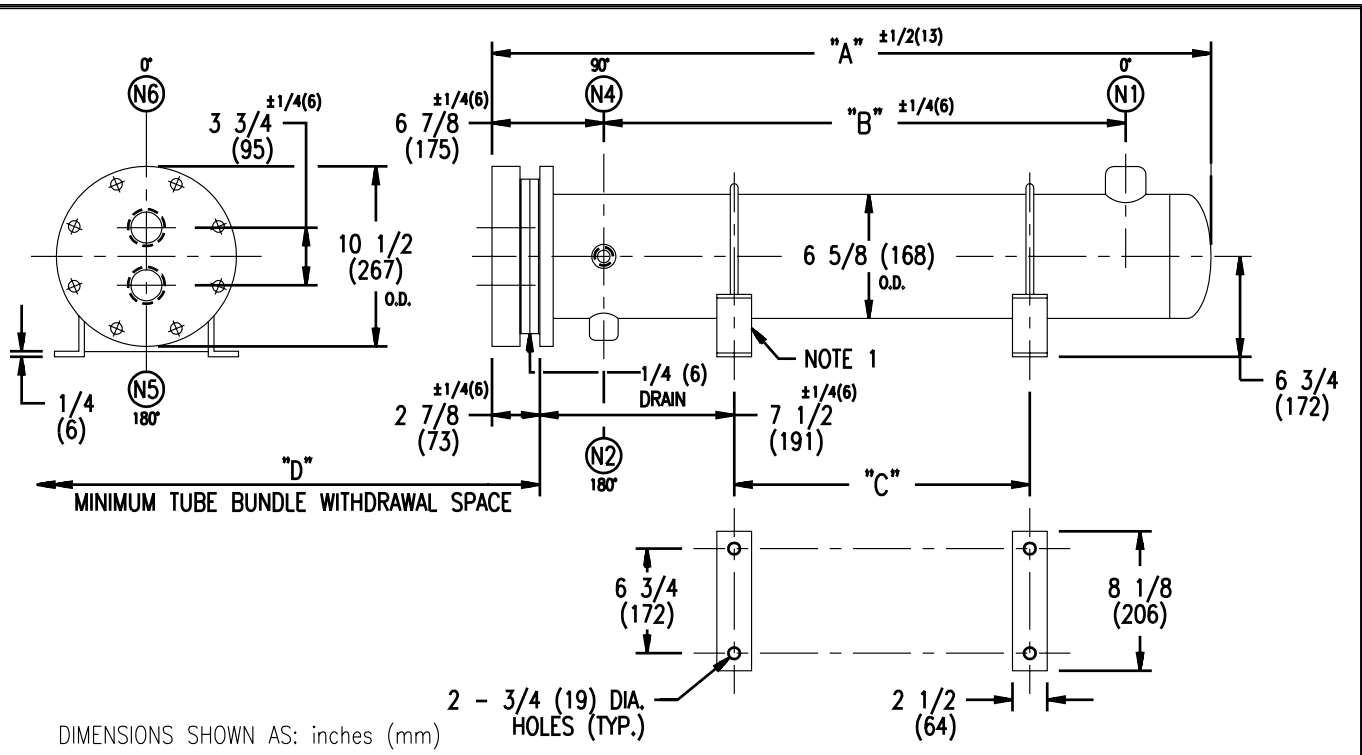 "A" ±1/2(13)
0°
N6
3 3/4 ±1/4(6)
(95)
10 1/2
(267)
O.D.
1/4
(6)
N5
180°
±1/4(6)
6 7/8
(175)
90°
N4
"B" ±1/4(6)
0°
N1
6 5/8 (168)
O.D.
NOTE 1
1/4 (6)
DRAIN
±1/4(6)
2 7/8
(73)
±1/4(6)
7 1/2
(191)
6 3/4
(172)
N2
180°
"D"
MINIMUM TUBE BUNDLE WITHDRAWAL SPACE
"C"
6 3/4
(172)
8 1/8
(206)
2 - 3/4 (19) DIA.
HOLES (TYP.)
2 1/2
(64)
DIMENSIONS SHOWN AS: inches (mm)